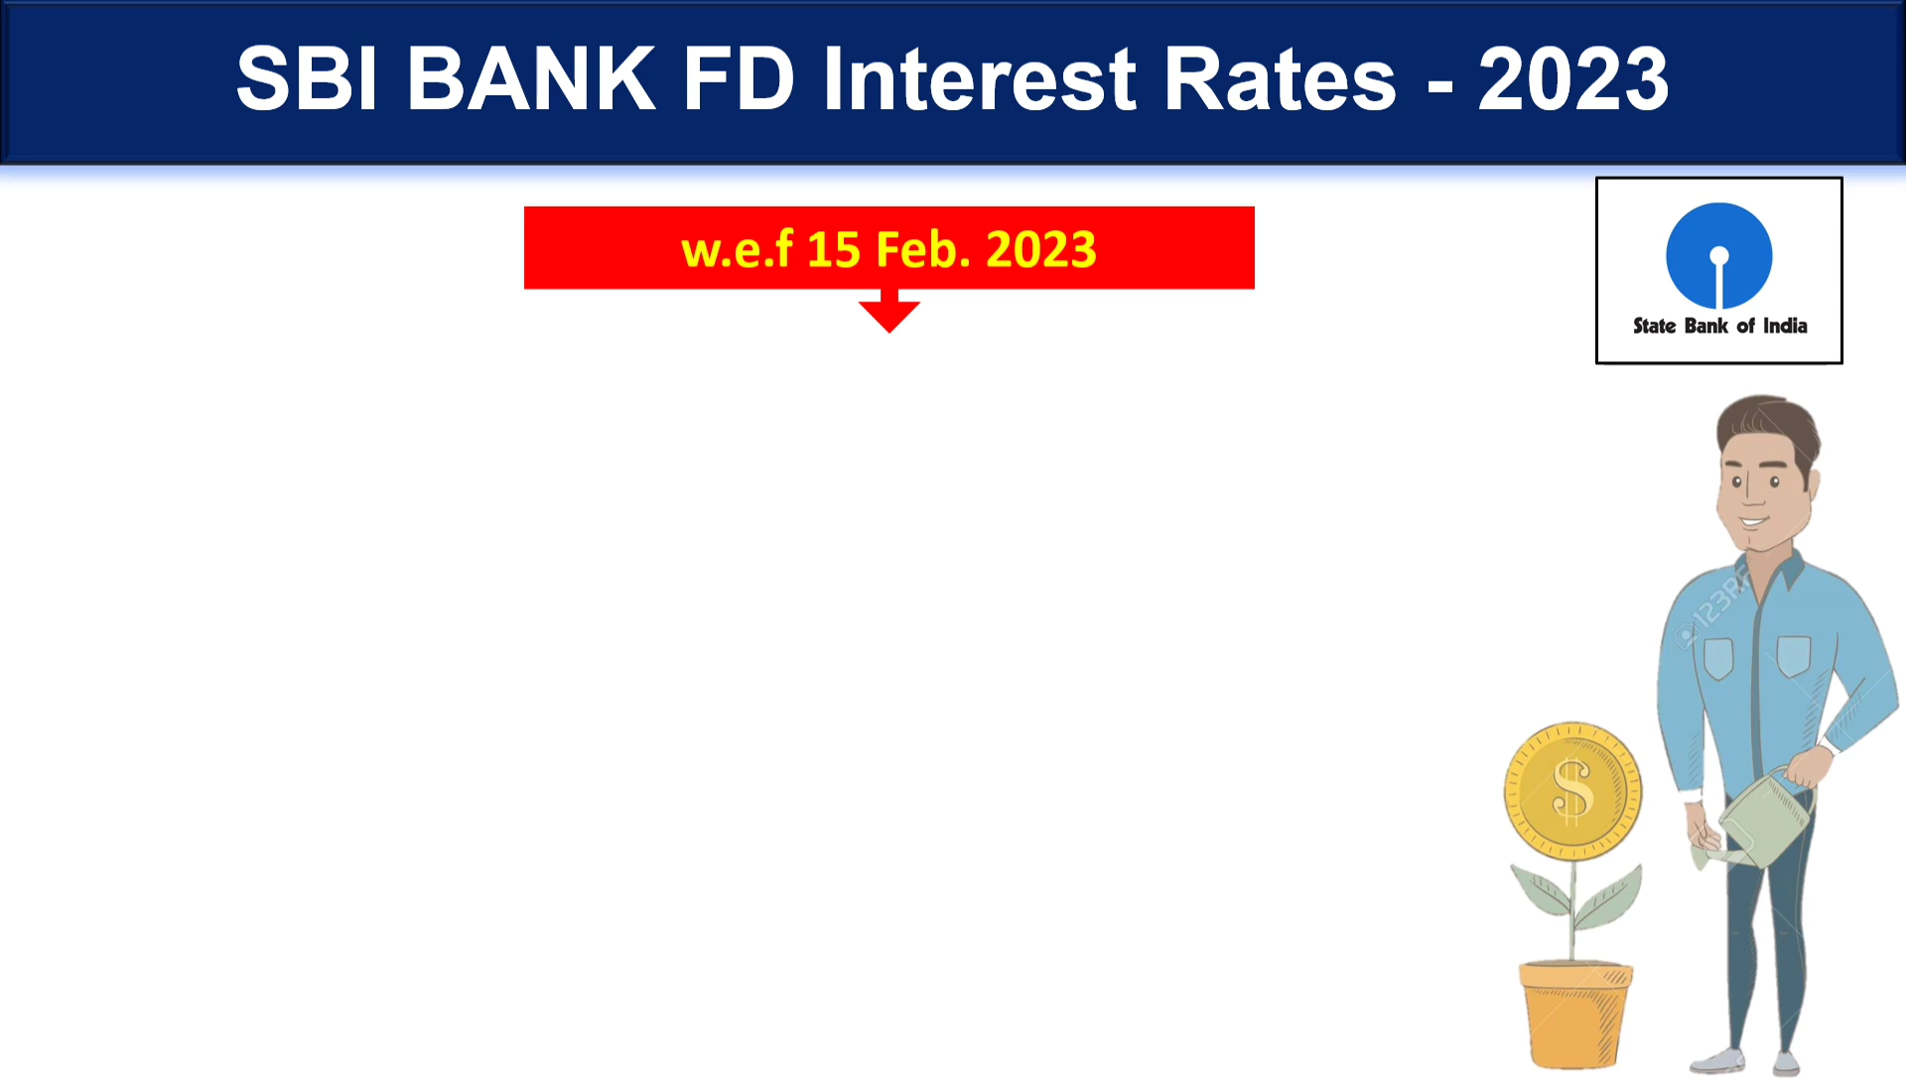 SBI BANK FD Interest Rates - 2023
w.e.f 15 Feb. 2023
State Bank of India
$